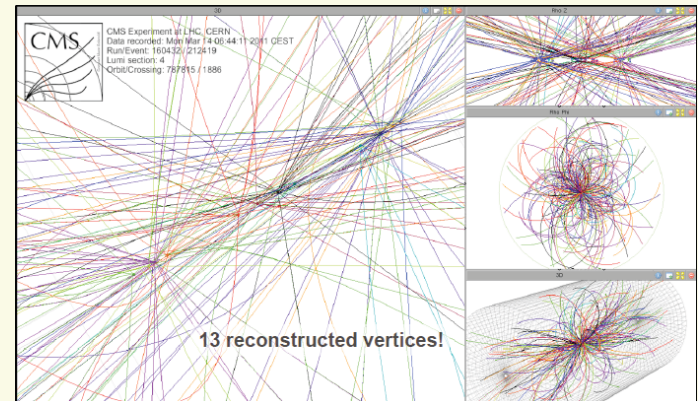 3D
CMS
CMS Experiment at LHC, CERN
Data recorded: Mon Mar 14 06:44:11 2011 CEST
Run/Event: 160432 / 212419
Lumi section: 4
Orbit/Crossing: 787815 / 1886
13 reconstructed vertices!
Rho Z
Rho Phi
3D